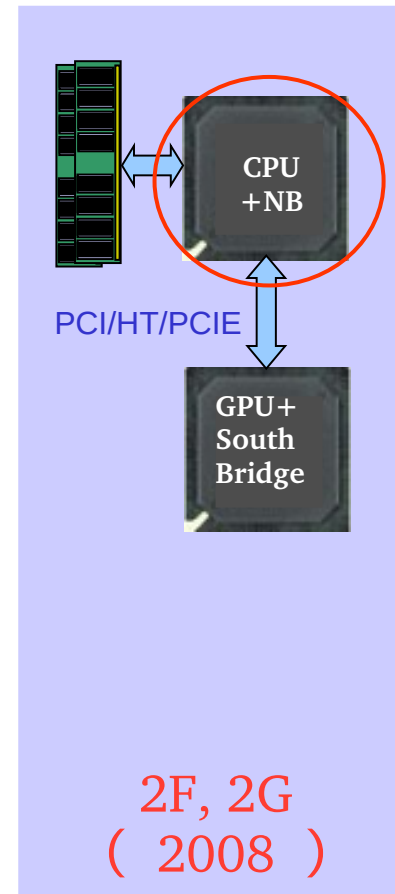 CPU
+NB
PCI/HT/PCIE
GPU+
South
Bridge
2F, 2G
( 2008 )